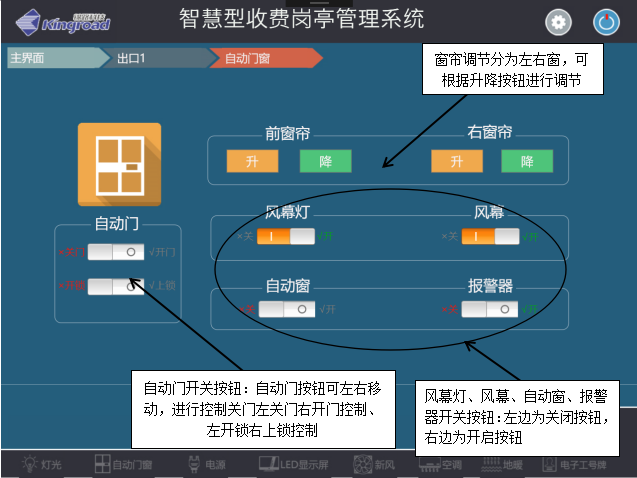 Kingroad
智慧型收费岗亭管理系统
主界面
出口1
自动门窗
窗帘调节分为左右窗，可
根据升降按钮进行调节
前窗帘
右窗帘
升
降
升
降
自动门
×关门
√开门
×开锁
√上锁
风幕灯
风幕
×关
√开
×关
√开
自动窗
报警器
×关
√开
×关
√开
自动门开关按钮：自动门按钮可左右移
动，进行控制关门左关门右开门控制、
左开锁右上锁控制
风幕灯、风幕、自动窗、报警
器开关按钮:左边为关闭按钮，
右边为开启按钮
灯光
自动门窗
电源
LED显示屏
新风
空调
地暖
电子工号牌